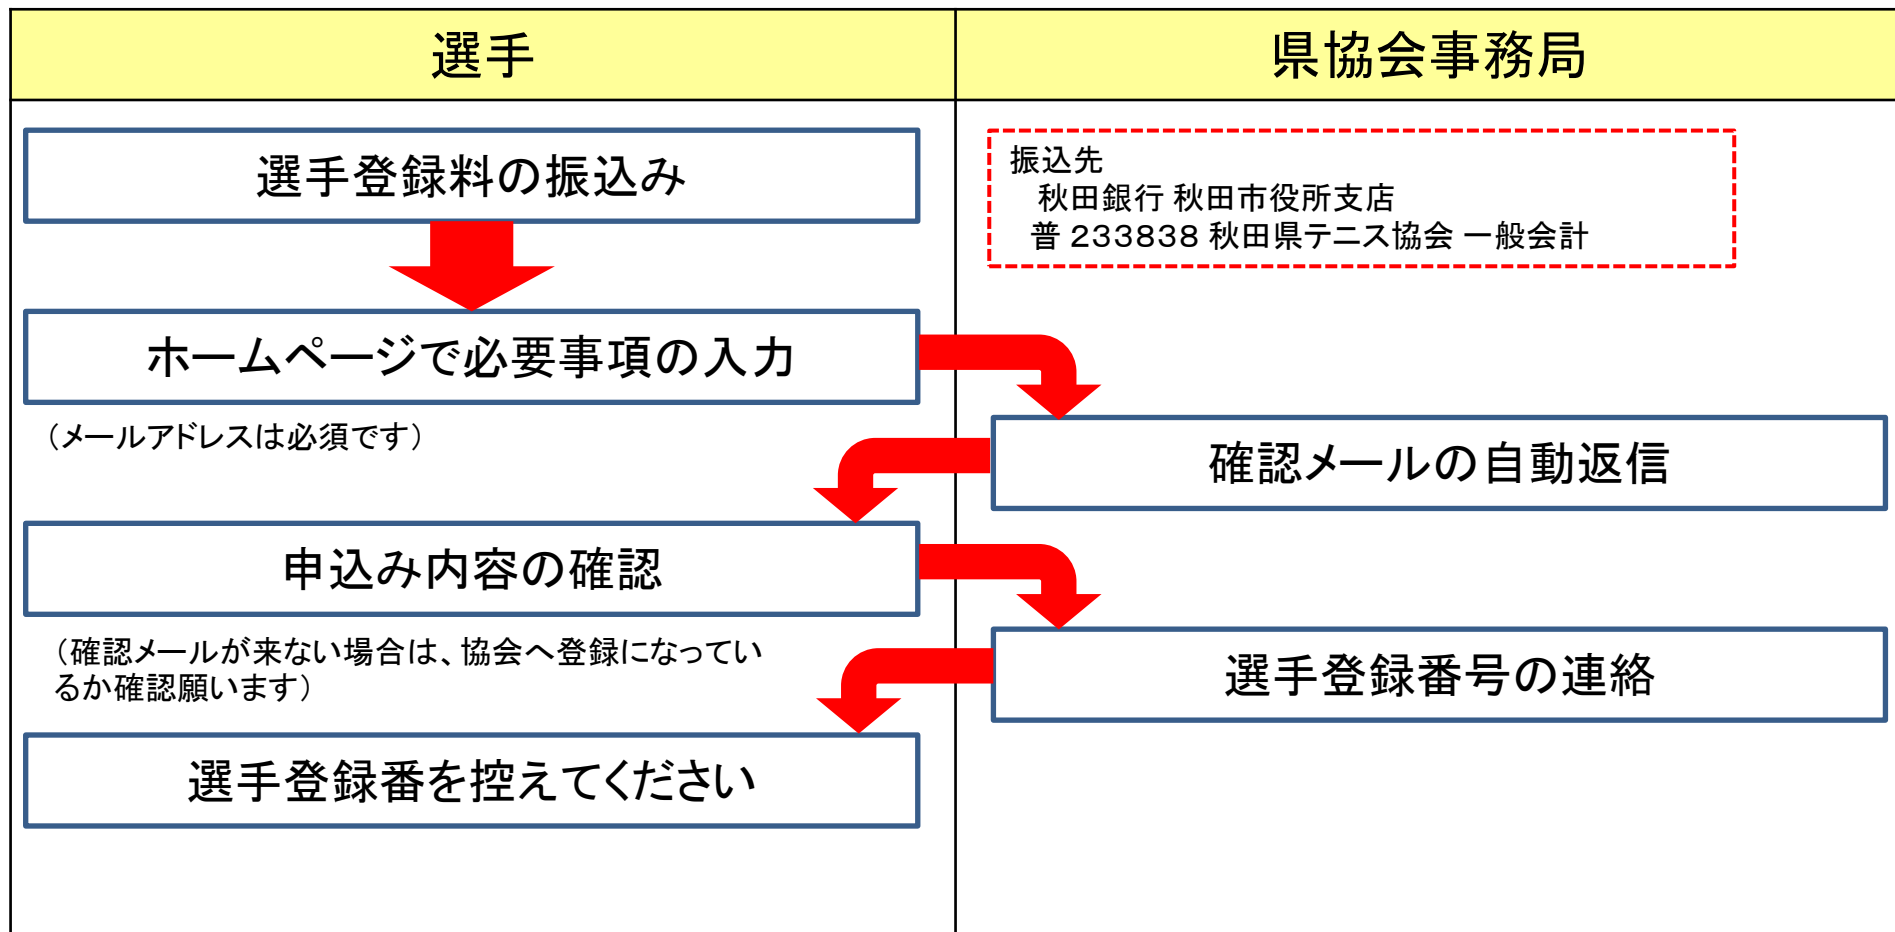 選手
県協会事務局
選手登録料の振込み
振込先
秋田銀行 秋田市役所支店
普 233838 秋田県テニス協会 一般会計
ホームページで必要事項の入力
（メールアドレスは必須です）
確認メールの自動返信
申込み内容の確認
（確認メールが来ない場合は、協会へ登録になってい
るか確認願います）
選手登録番号の連絡
選手登録番を控えてください